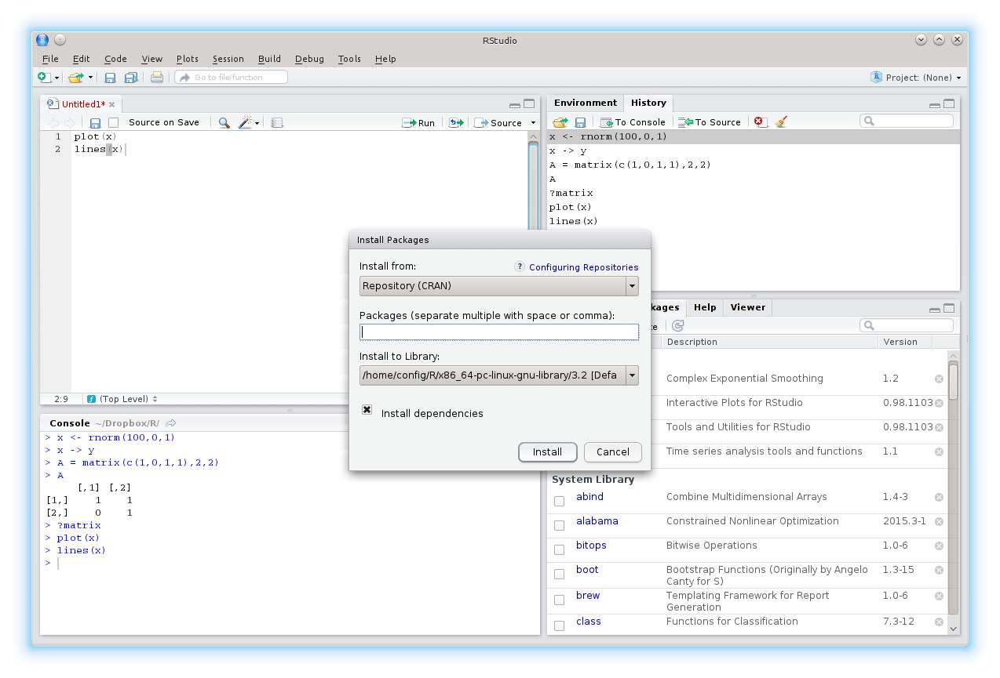 RStudio
File Edit Code View Plots Session Build Debug Tools Help
Go to file/function
Project: (None)
Untitled1*
Source on Save
Run
Source
1 plot(x)
2 lines(x)
2:9
(Top Level)
Environment History
To Console
To Source
x <- rnorm(100,0,1)
x -> y
A = matrix(c(1,0,1,1),2,2)
A
?matrix
plot(x)
lines(x)
Install Packages
Install from:
? Configuring Repositories
Repository (CRAN)
Packages (separate multiple with space or comma):
Install to Library:
/home/config/R/x86_64-pc-linux-gnu-library/3.2 [Defa
Install dependencies
Install
Cancel
Console ~/Dropbox/R/
> x <- rnorm(100,0,1)
> x -> y
> A = matrix(c(1,0,1,1),2,2)
> A
[,1] [,2]
[1,] 1 1
[2,] 0 1
> ?matrix
> plot(x)
> lines(x)
>
kages Help Viewer
te
Description Version
Complex Exponential Smoothing 1.2
Interactive Plots for RStudio 0.98.1103
Tools and Utilities for RStudio 0.98.1103
Time series analysis tools and functions 1.1
System Library
abind Combine Multidimensional Arrays 1.4-3
alabama Constrained Nonlinear Optimization 2015.3-1
bitops Bitwise Operations 1.0-6
boot Bootstrap Functions (Originally by Angelo 1.3-15
Canty for S)
brew Templating Framework for Report 1.0-6
Generation
class Functions for Classification 7.3-12